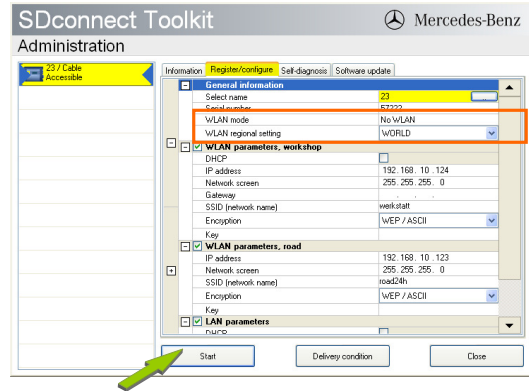 SDconnect Toolkit
Mercedes-Benz
Administration
23 / Cable
Accessible
Information Register/configure Self-diagnosis Software update
General information
Select name 23 ...
Serial number 57222
WLAN mode No WLAN
WLAN regional setting WORLD
WLAN parameters, workshop
DHCP
IP address 192. 168. 10 . 124
Network screen 255. 255. 255. 0
Gateway . . .
SSID (network name) werkstatt
Encryption WEP / ASCII
Key
WLAN parameters, road
IP address 192. 168. 10 . 123
Network screen 255. 255. 255. 0
SSID (network name) road24h
Encryption WEP / ASCII
Key
LAN parameters
DHCP
Start Delivery condition Close